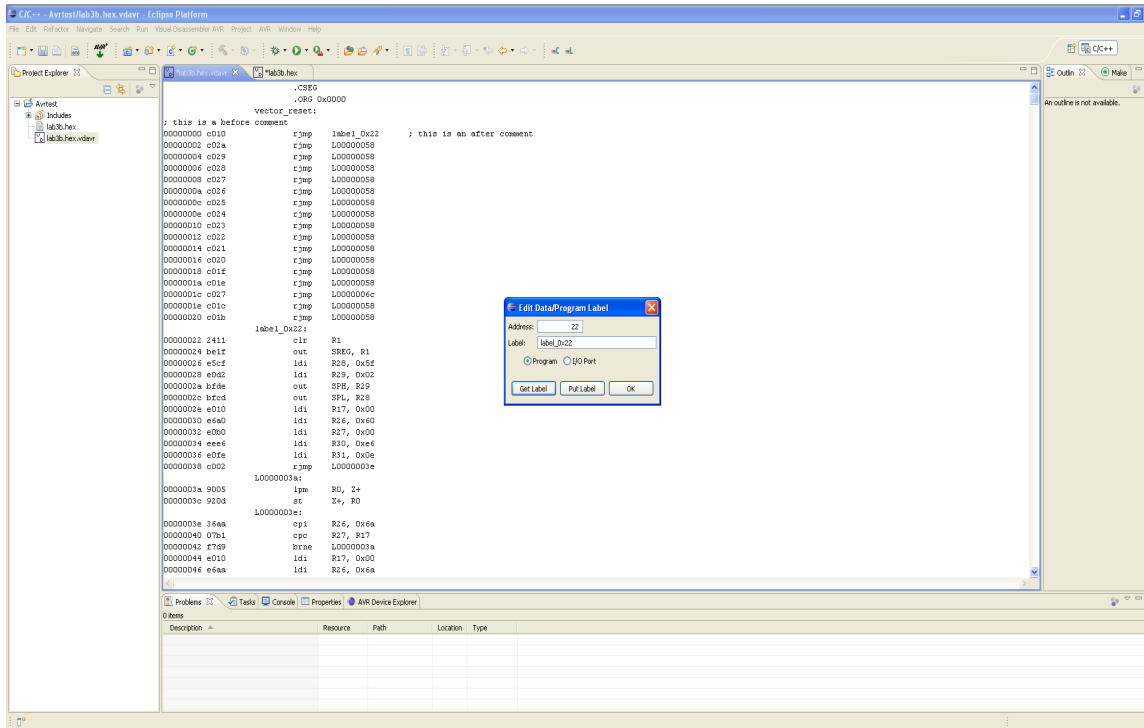 C/C++ - Avrtest/lab3b.hex.vdavr - Eclipse Platform
File Edit Refactor Navigate Search Run Visual Disassembler AVR Project AVR Window Help
C/C++
Project Explorer
*lab3b.hex.vdavr
*lab3b.hex
Outlin
Make
Avrtest
Includes
lab3b.hex
lab3b.hex.vdavr
An outline is not available.
.CSEG
.ORG 0x0000
vector_reset:
; this is a before comment
00000000 c010 rjmp label_0x22 ; this is an after comment
00000002 c02a rjmp L00000058
00000004 c029 rjmp L00000058
00000006 c028 rjmp L00000058
00000008 c027 rjmp L00000058
0000000a c026 rjmp L00000058
0000000c c025 rjmp L00000058
0000000e c024 rjmp L00000058
00000010 c023 rjmp L00000058
00000012 c022 rjmp L00000058
00000014 c021 rjmp L00000058
00000016 c020 rjmp L00000058
00000018 c01f rjmp L00000058
0000001a c01e rjmp L00000058
0000001c c027 rjmp L0000006c
0000001e c01c rjmp L00000058
00000020 c01b rjmp L00000058
label_0x22:
00000022 2411 clr R1
00000024 be1f out SREG, R1
00000026 e5cf ldi R28, 0x5f
00000028 e0d2 ldi R29, 0x02
0000002a bfde out SPH, R29
0000002c bfcd out SPL, R28
0000002e e010 ldi R17, 0x00
00000030 e6a0 ldi R26, 0x60
00000032 e0b0 ldi R27, 0x00
00000034 eee6 ldi R30, 0xe6
00000036 e0fe ldi R31, 0x0e
00000038 c002 rjmp L0000003e
L0000003a:
0000003a 9005 lpm R0, Z+
0000003c 920d st X+, R0
L0000003e:
0000003e 36aa cpi R26, 0x6a
00000040 07b1 cpc R27, R17
00000042 f7d9 brne L0000003a
00000044 e010 ldi R17, 0x00
00000046 e6aa ldi R26, 0x6a
Edit Data/Program Label
Address: 22
Label: label_0x22
Program I/O Port
Get Label Put Label OK
Problems Tasks Console Properties AVR Device Explorer
0 items
Description Resource Path Location Type